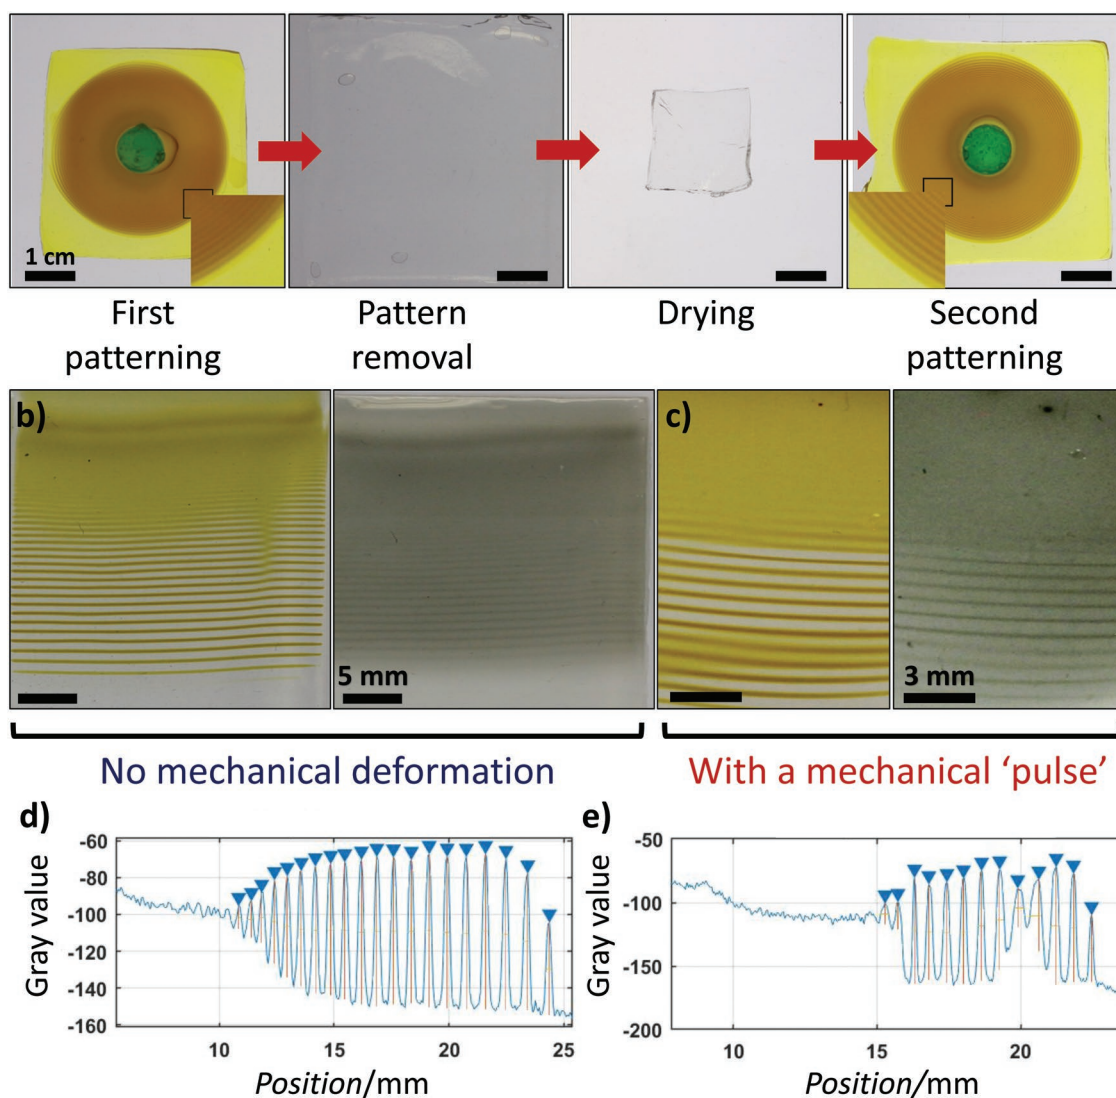 1 cm
First
patterning
Pattern
removal
Drying
Second
patterning
b)
5 mm
c)
3 mm
No mechanical deformation
With a mechanical ‘pulse’
d)
Gray value
-60
-80
-100
-120
-140
-160
10
15
20
25
Position/mm
e)
Gray value
-50
-100
-150
-200
10
15
20
Position/mm